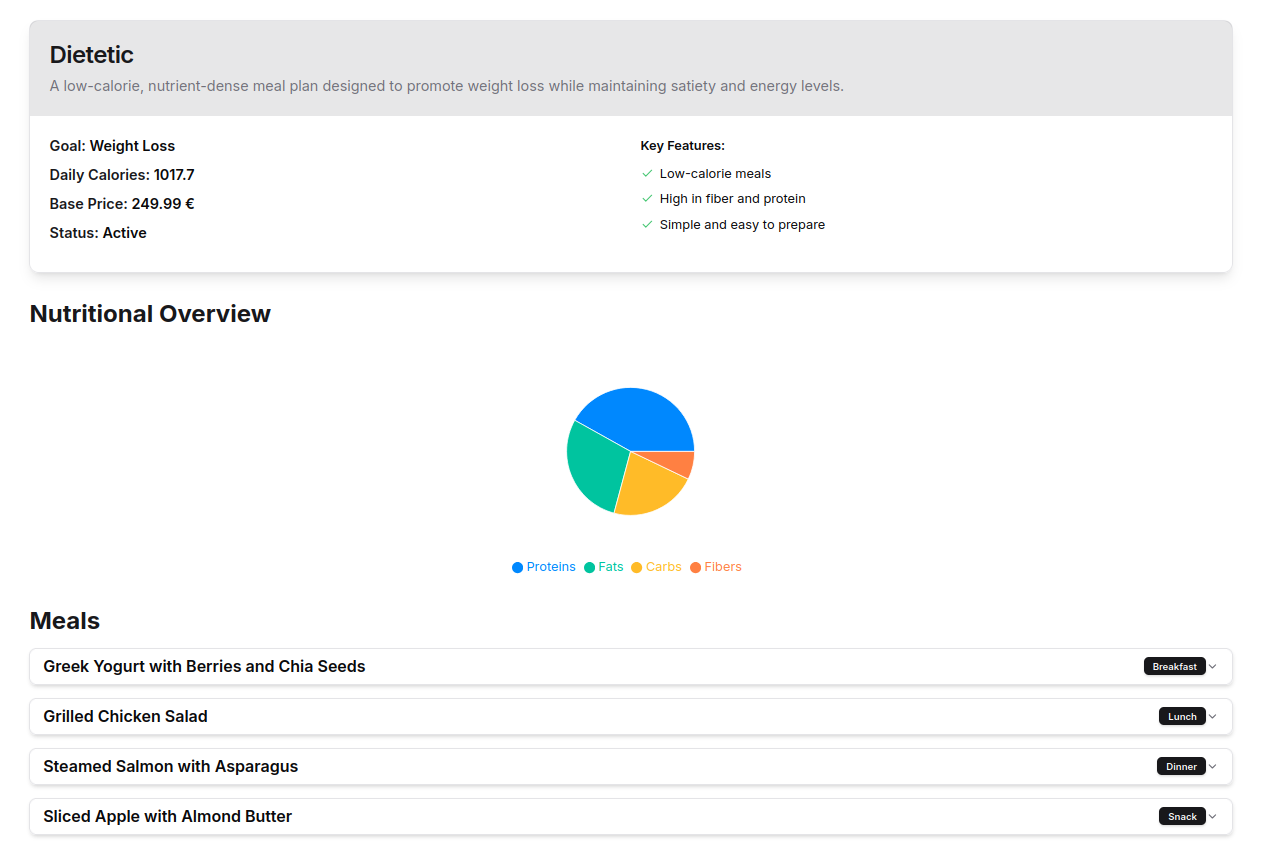 Dietetic
A low-calorie, nutrient-dense meal plan designed to promote weight loss while maintaining satiety and energy levels.
Goal: Weight Loss
Daily Calories: 1017.7
Base Price: 249.99 €
Status: Active
Key Features:
Low-calorie meals
High in fiber and protein
Simple and easy to prepare
Nutritional Overview
Proteins Fats Carbs Fibers
Meals
Greek Yogurt with Berries and Chia Seeds Breakfast
Grilled Chicken Salad Lunch
Steamed Salmon with Asparagus Dinner
Sliced Apple with Almond Butter Snack